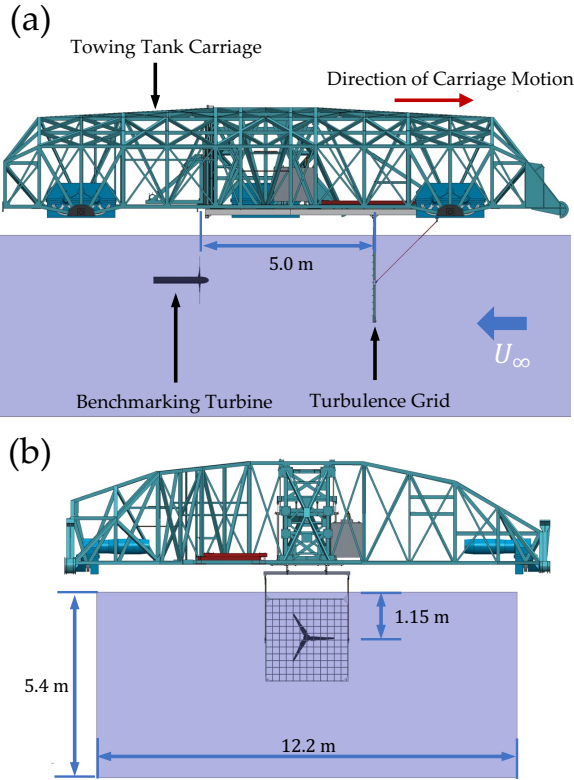 (a)
Towing Tank Carriage
Direction of Carriage Motion
5.0 m
U∞
Benchmarking Turbine
Turbulence Grid
(b)
1.15 m
5.4 m
12.2 m